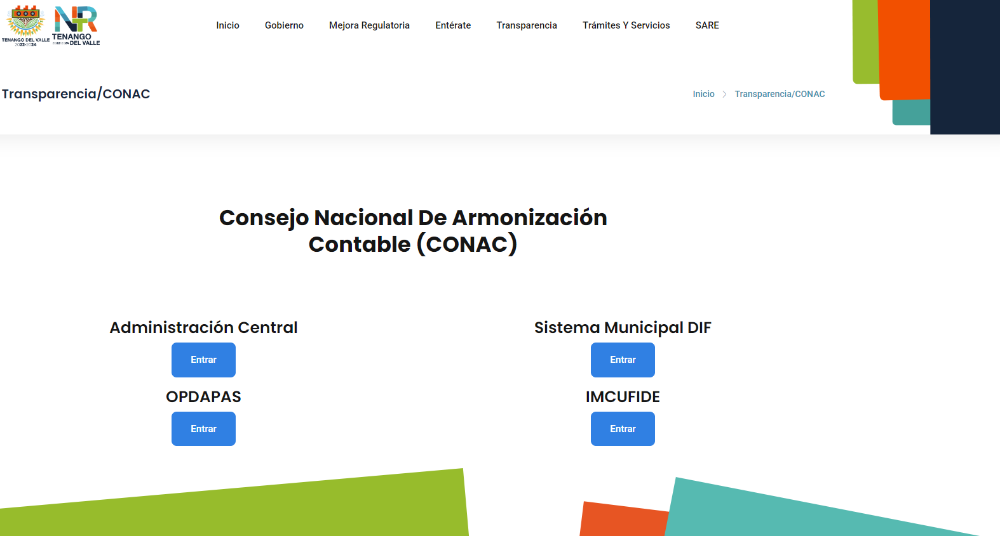 TENANGO DEL VALLE
2022-2024
NTR
TENANGO
2022-2024 DEL VALLE
Inicio
Gobierno
Mejora Regulatoria
Entérate
Transparencia
Trámites Y Servicios
SARE
Transparencia/CONAC
Inicio
Transparencia/CONAC
Consejo Nacional De Armonización
Contable (CONAC)
Administración Central
Entrar
Sistema Municipal DIF
Entrar
OPDAPAS
Entrar
IMCUFIDE
Entrar